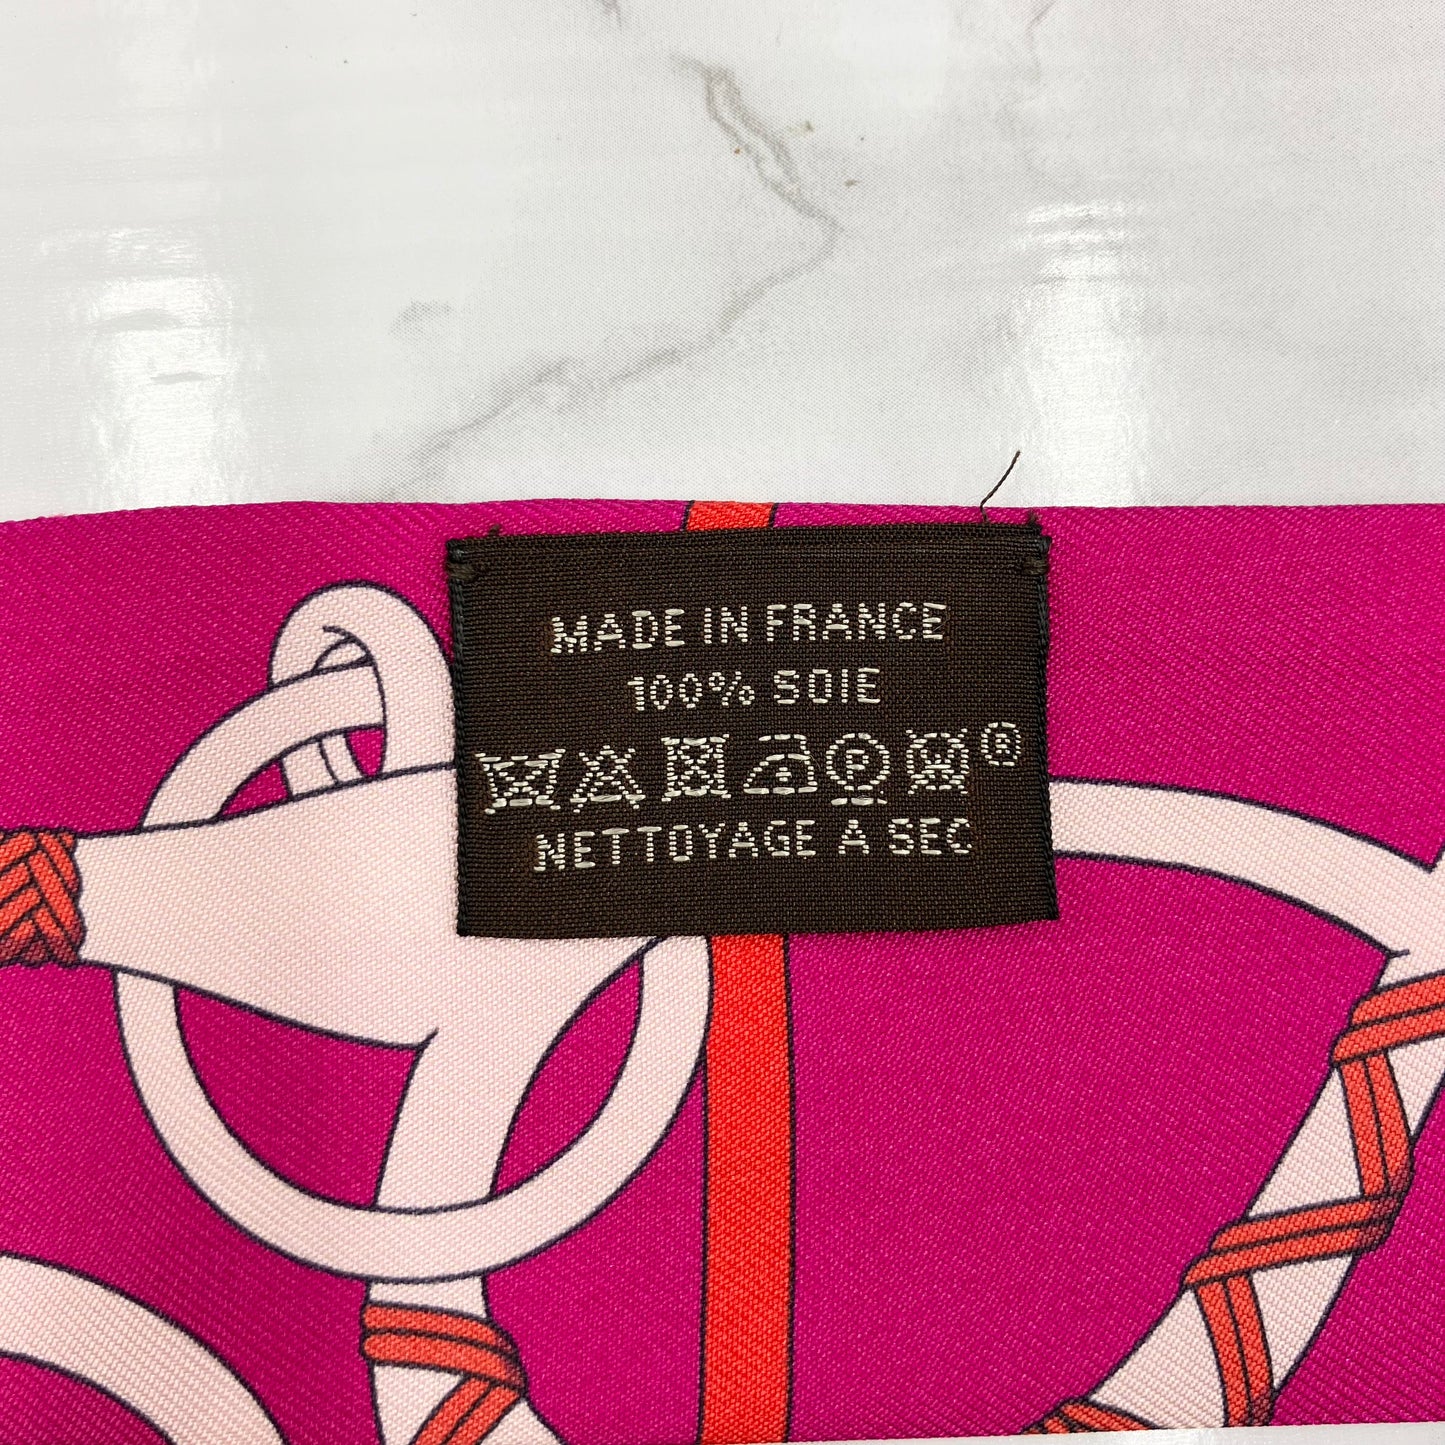 MADE IN FRANCE
100% SOIE
P ®
NETTOYAGE A SEC